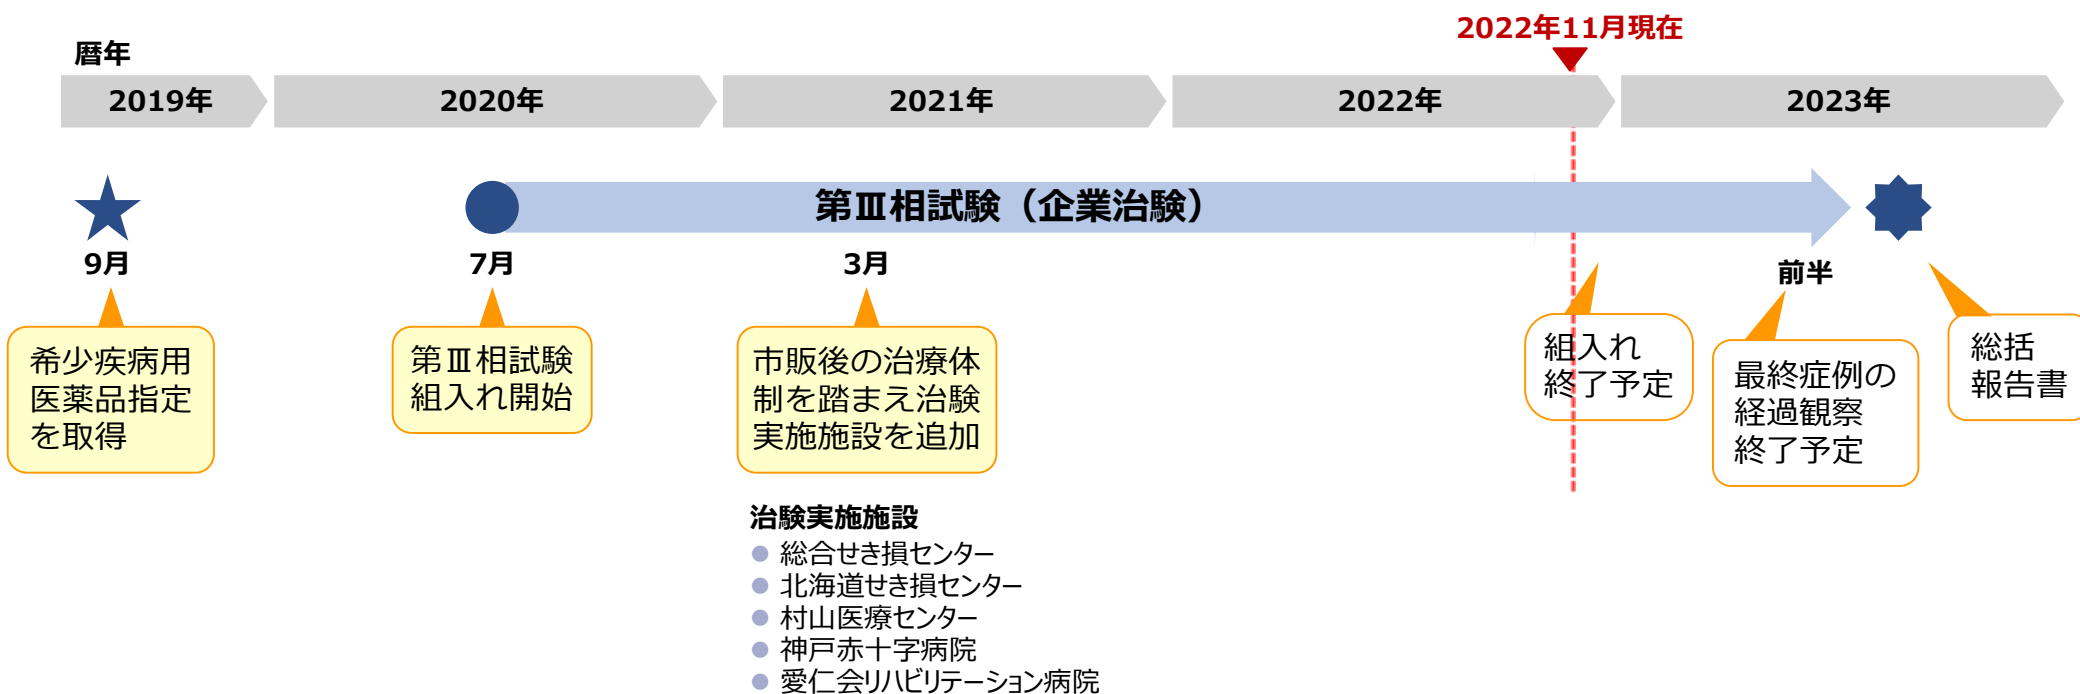 2022年11月現在
暦年
2019年
2020年
2021年
2022年
2023年
第Ⅲ相試験（企業治験）
9月
7月
3月
前半
希少疾病用
医薬品指定
を取得
第Ⅲ相試験
組入れ開始
市販後の治療体
制を踏まえ治験
実施施設を追加
組入れ
終了予定
最終症例の
経過観察
終了予定
総括
報告書
治験実施施設
● 総合せき損センター
● 北海道せき損センター
● 村山医療センター
● 神戸赤十字病院
● 愛仁会リハビリテーション病院